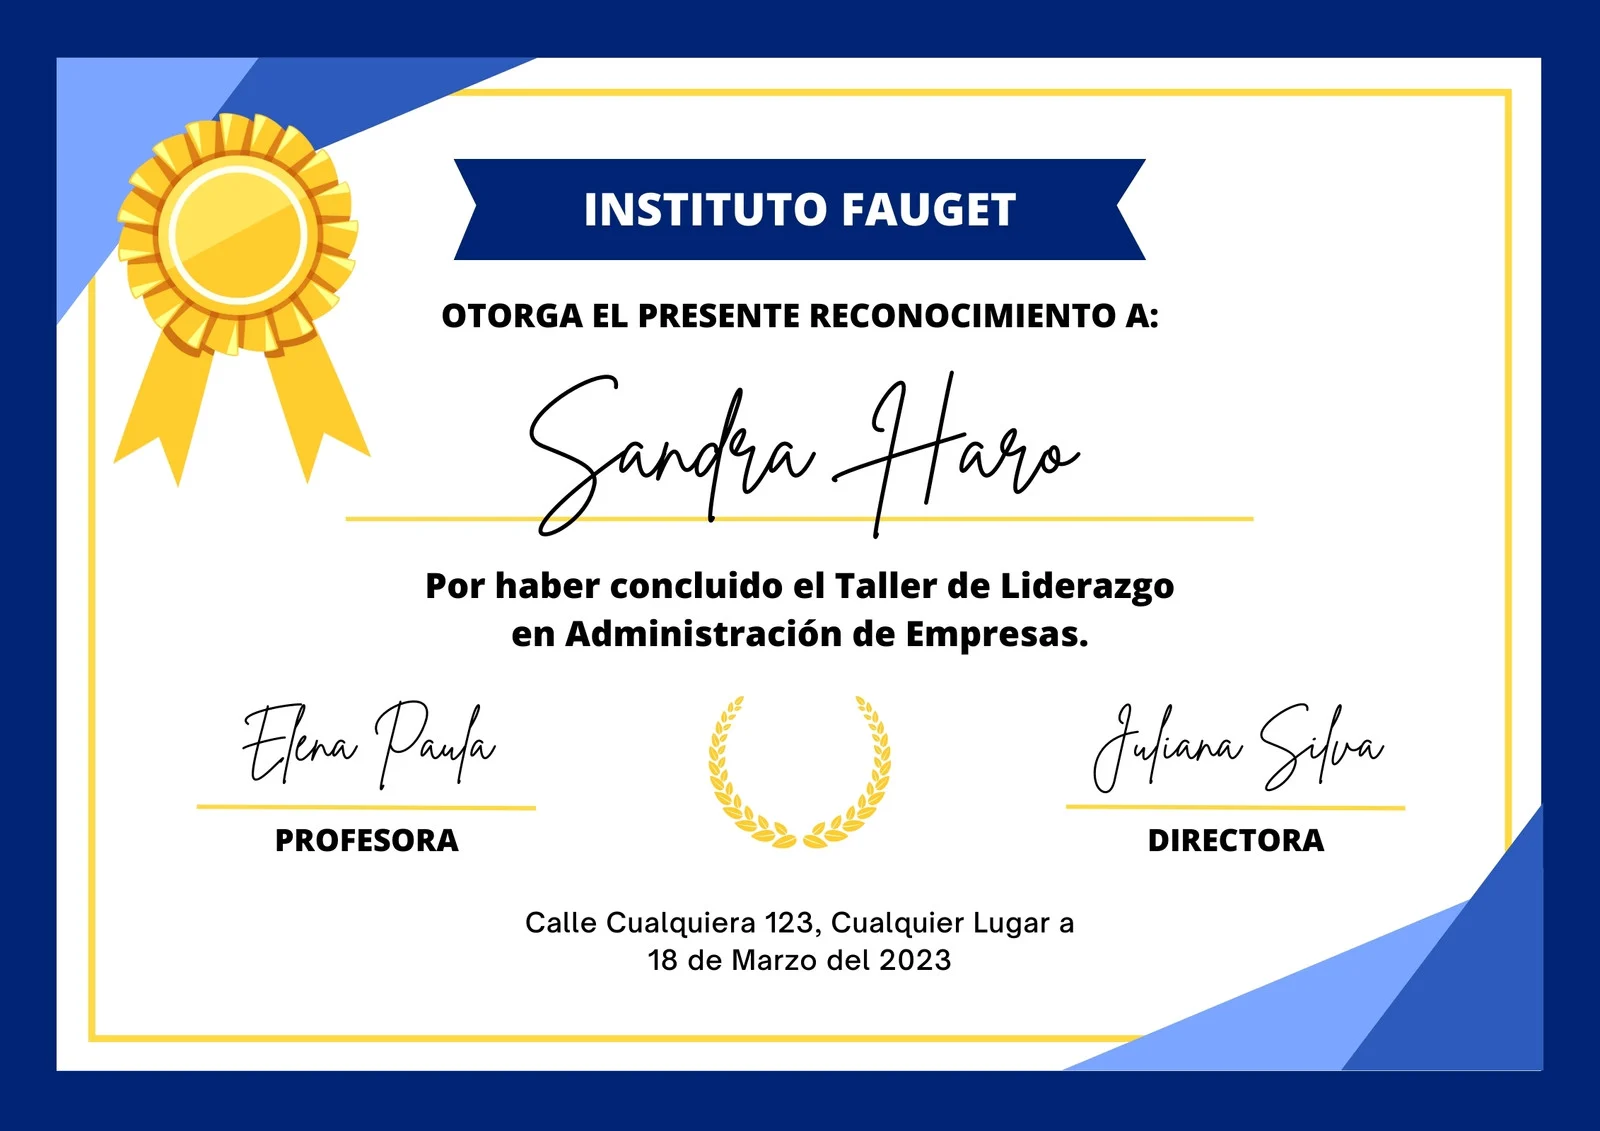 INSTITUTO FAUGET
OTORGA EL PRESENTE RECONOCIMIENTO A:
Sandra Haro
Por haber concluido el Taller de Liderazgo
en Administración de Empresas.
Elena Paula
PROFESORA
Juliana Silva
DIRECTORA
Calle Cualquiera 123, Cualquier Lugar a
18 de Marzo del 2023